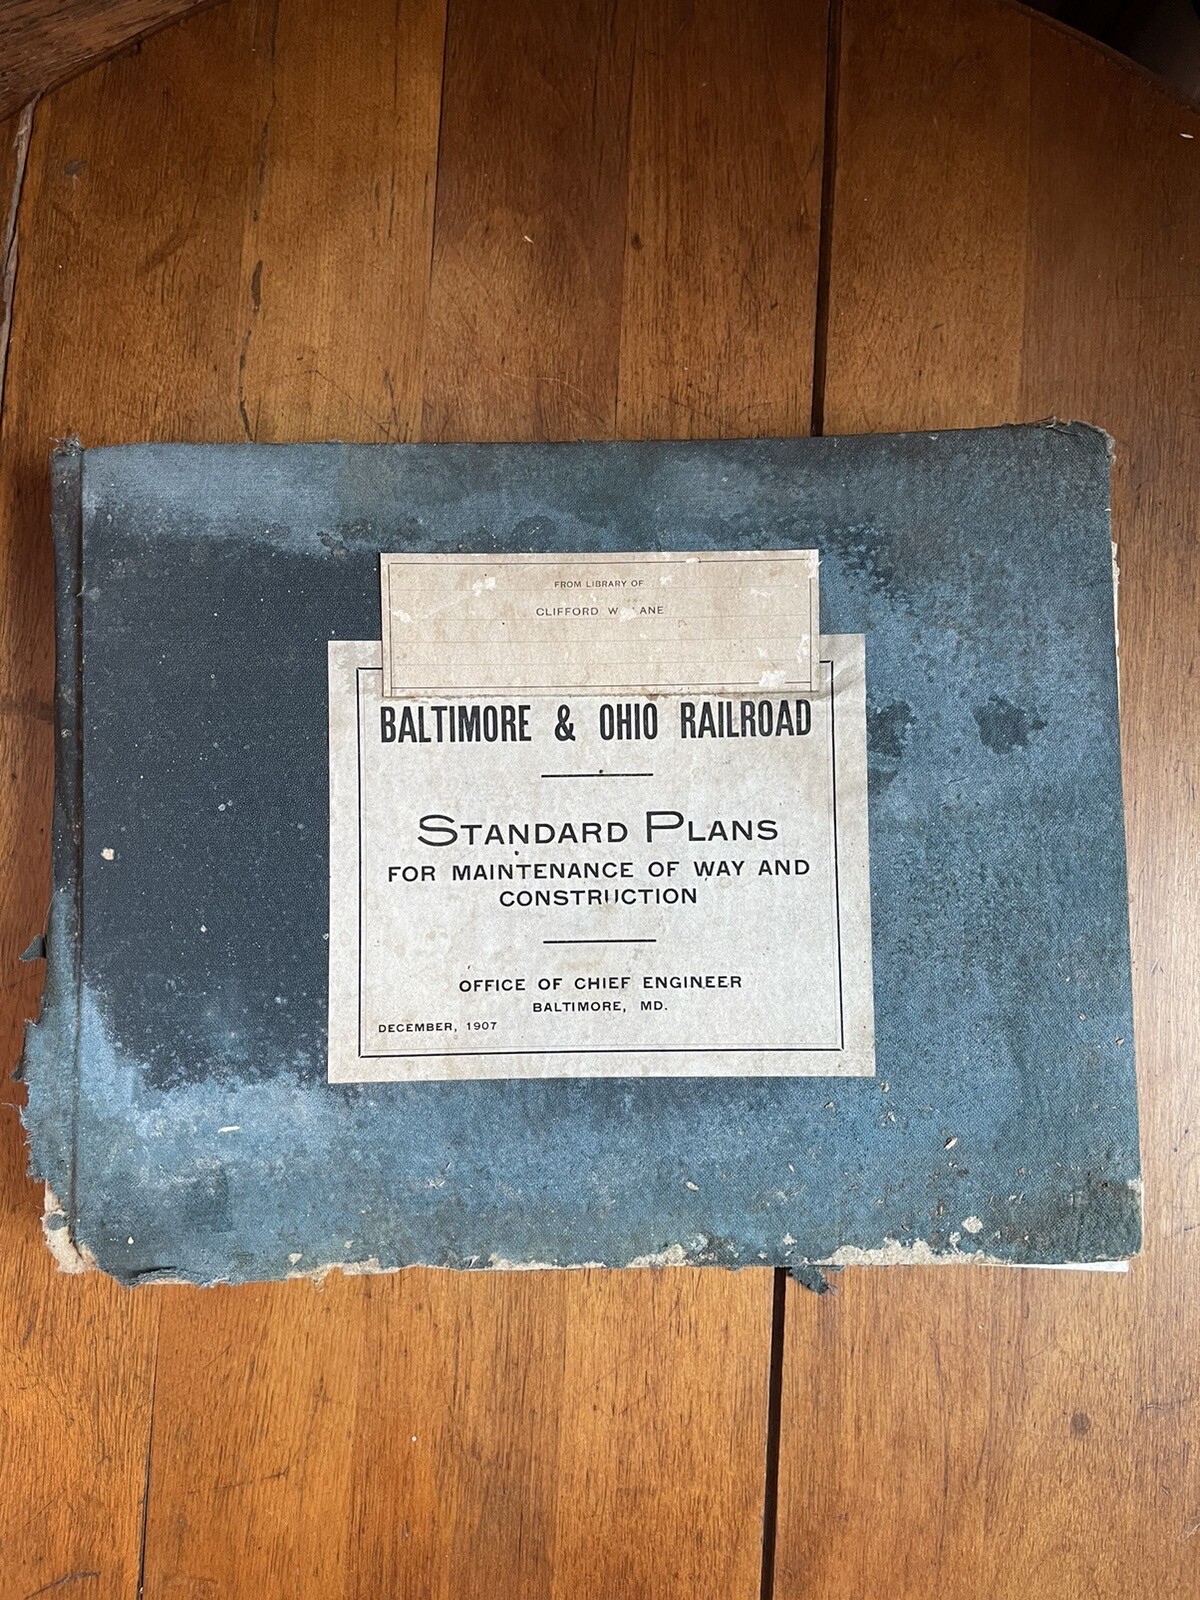 FROM LIBRARY OF
CLIFFORD
BALTIMORE & OHIO RAILROAD
STANDARD PLANS
FOR MAINTENANCE OF WAY AND
CONSTRUCTION
OFFICE OF CHIEF ENGINEER
BALTIMORE, MD.
DECEMBER, 1907